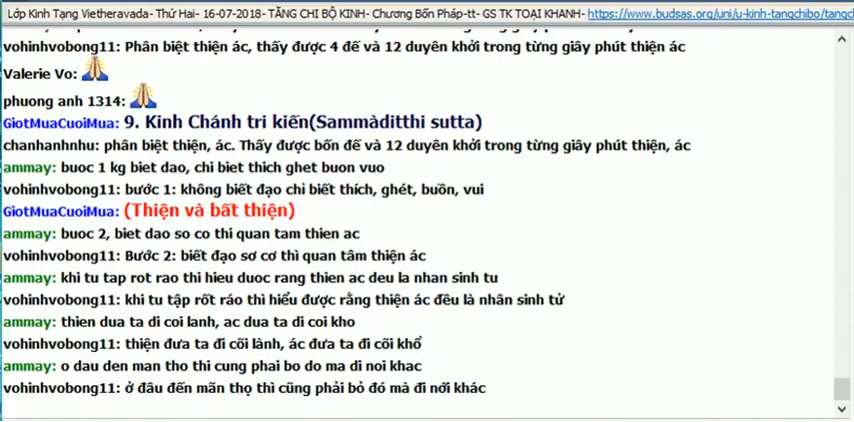 Lớp Kinh Tạng Vietheravada- Thứ Hai- 16-07-2018- TĂNG CHI BỘ KINH- Chương Bốn Pháp-tt- GS TK TOẠI KHANH- https://www.budsas.org/uni/u-kinh-tangchibo/tangc
vohinhvobong11: Phân biệt thiện ác, thấy được 4 đế và 12 duyên khởi trong từng giây phút thiện ác
Valerie Vo:
phuong anh 1314:
GiotMuaCuoiMua: 9. Kinh Chánh tri kiến(Sammàditthi sutta)
chanhanhnhu: phân biệt thiện, ác. Thấy được bốn đế và 12 duyên khởi trong từng giây phút thiện, ác
ammay: buoc 1 kg biet dao, chi biet thich ghet buon vuo
vohinhvobong11: bước 1: không biết đạo chi biết thích, ghét, buồn, vui
GiotMuaCuoiMua: (Thiện và bất thiện)
ammay: buoc 2, biet dao so co thi quan tam thien ac
vohinhvobong11: Bước 2: biết đạo sơ cơ thì quan tâm thiện ác
ammay: khi tu tap rot rao thi hieu duoc rang thien ac deu la nhan sinh tu
vohinhvobong11: khi tu tập rốt ráo thì hiểu được rằng thiện ác đều là nhân sinh tử
ammay: thien dua ta di coi lanh, ac dua ta di coi kho
vohinhvobong11: thiện đưa ta đi cõi lành, ác đưa ta đi cõi khổ
ammay: o dau den man tho thi cung phai bo do ma di noi khac
vohinhvobong11: ở đâu đến mãn thọ thì cũng phải bỏ đó mà đi nới khác